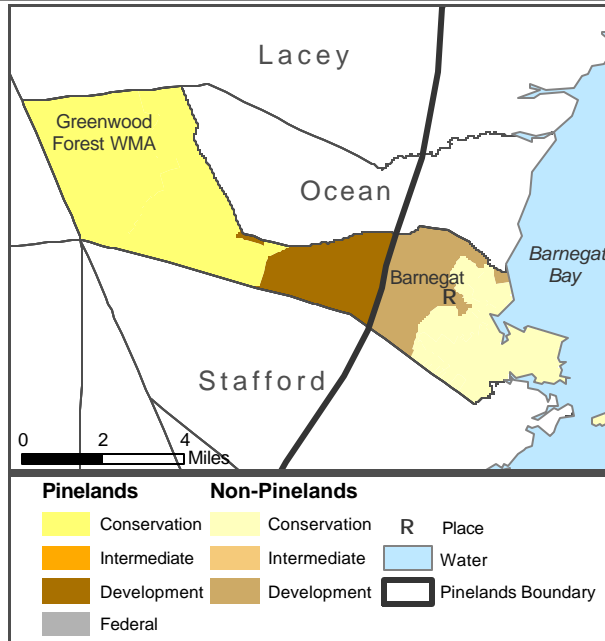 Lacey
Greenwood
Forest WMA
Ocean
Barnegat
Bay
Barnegat
R
Stafford
0 2 4
Miles
Pinelands Non-Pinelands
Conservation Conservation R Place
Intermediate Intermediate Water
Development Development Pinelands Boundary
Federal